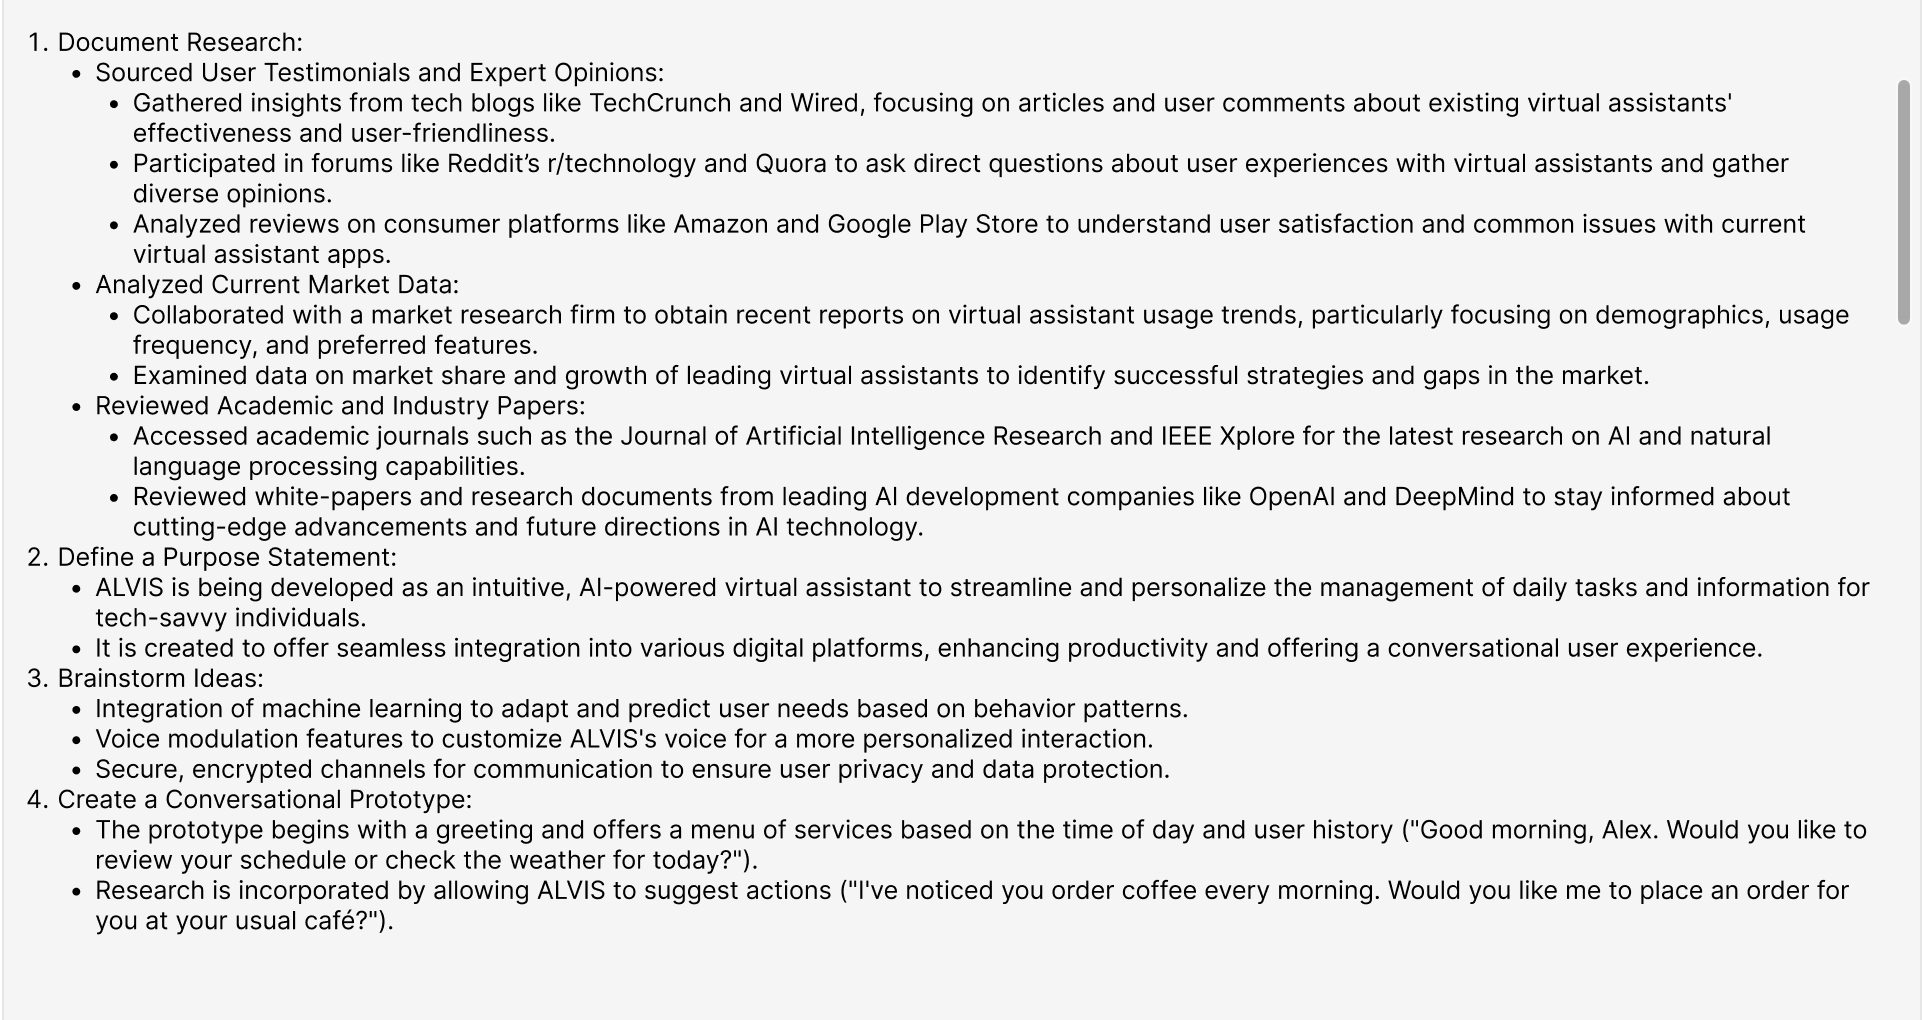 1. Document Research:
• Sourced User Testimonials and Expert Opinions:
• Gathered insights from tech blogs like TechCrunch and Wired, focusing on articles and user comments about existing virtual assistants'
effectiveness and user-friendliness.
• Participated in forums like Reddit’s r/technology and Quora to ask direct questions about user experiences with virtual assistants and gather
diverse opinions.
• Analyzed reviews on consumer platforms like Amazon and Google Play Store to understand user satisfaction and common issues with current
virtual assistant apps.
• Analyzed Current Market Data:
• Collaborated with a market research firm to obtain recent reports on virtual assistant usage trends, particularly focusing on demographics, usage
frequency, and preferred features.
• Examined data on market share and growth of leading virtual assistants to identify successful strategies and gaps in the market.
• Reviewed Academic and Industry Papers:
• Accessed academic journals such as the Journal of Artificial Intelligence Research and IEEE Xplore for the latest research on AI and natural
language processing capabilities.
• Reviewed white-papers and research documents from leading AI development companies like OpenAI and DeepMind to stay informed about
cutting-edge advancements and future directions in AI technology.
2. Define a Purpose Statement:
• ALVIS is being developed as an intuitive, AI-powered virtual assistant to streamline and personalize the management of daily tasks and information for
tech-savvy individuals.
• It is created to offer seamless integration into various digital platforms, enhancing productivity and offering a conversational user experience.
3. Brainstorm Ideas:
• Integration of machine learning to adapt and predict user needs based on behavior patterns.
• Voice modulation features to customize ALVIS's voice for a more personalized interaction.
• Secure, encrypted channels for communication to ensure user privacy and data protection.
4. Create a Conversational Prototype:
• The prototype begins with a greeting and offers a menu of services based on the time of day and user history ("Good morning, Alex. Would you like to
review your schedule or check the weather for today?").
• Research is incorporated by allowing ALVIS to suggest actions ("I've noticed you order coffee every morning. Would you like me to place an order for
you at your usual café?").